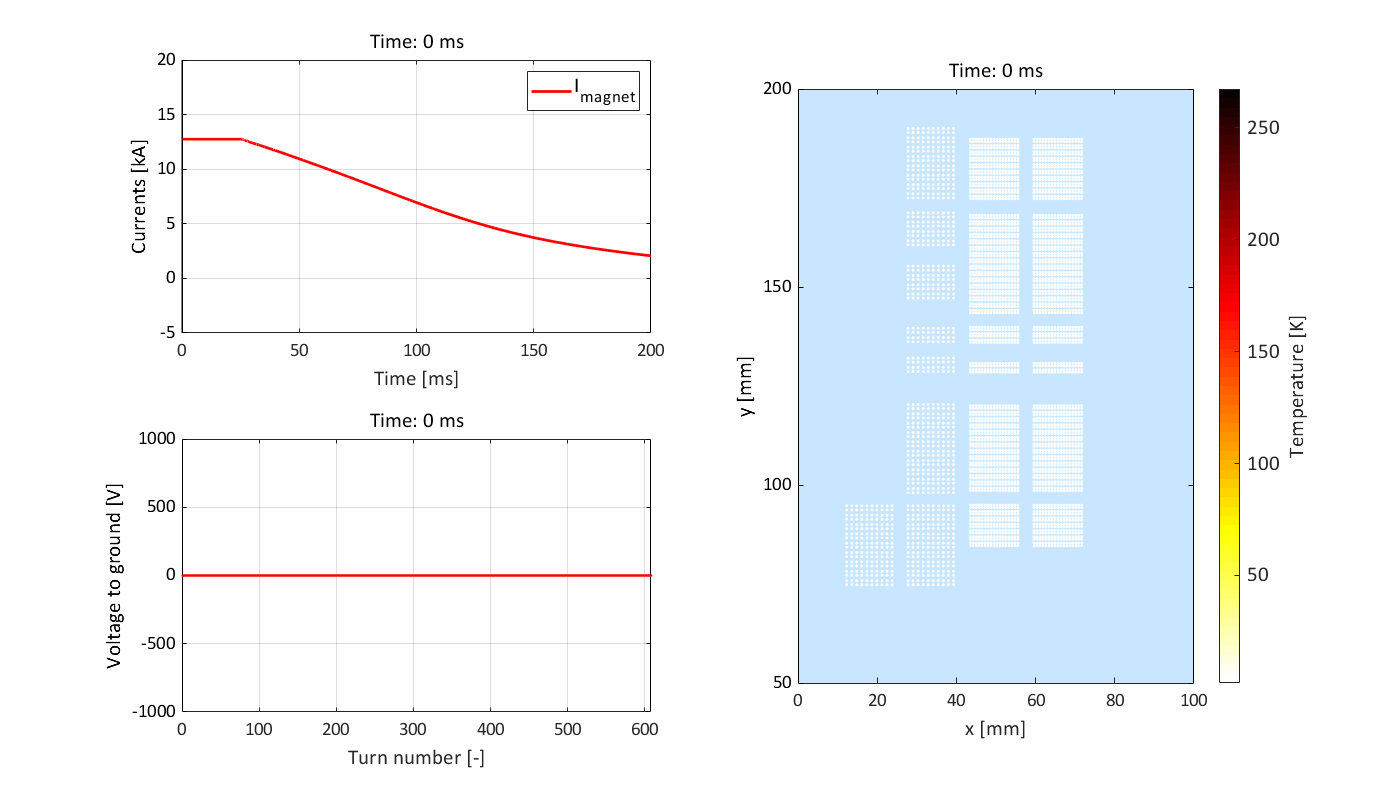 Time: 0 ms
20
15
10
5
0
-5
Currents [kA]
I magnet
0 50 100 150 200
Time [ms]
Time: 0 ms
1000
500
0
-500
-1000
Voltage to ground [V]
0 100 200 300 400 500 600
Turn number [-]
Time: 0 ms
200
150
100
50
y [mm]
0 20 40 60 80 100
x [mm]
250
200
150
100
50
Temperature [K]